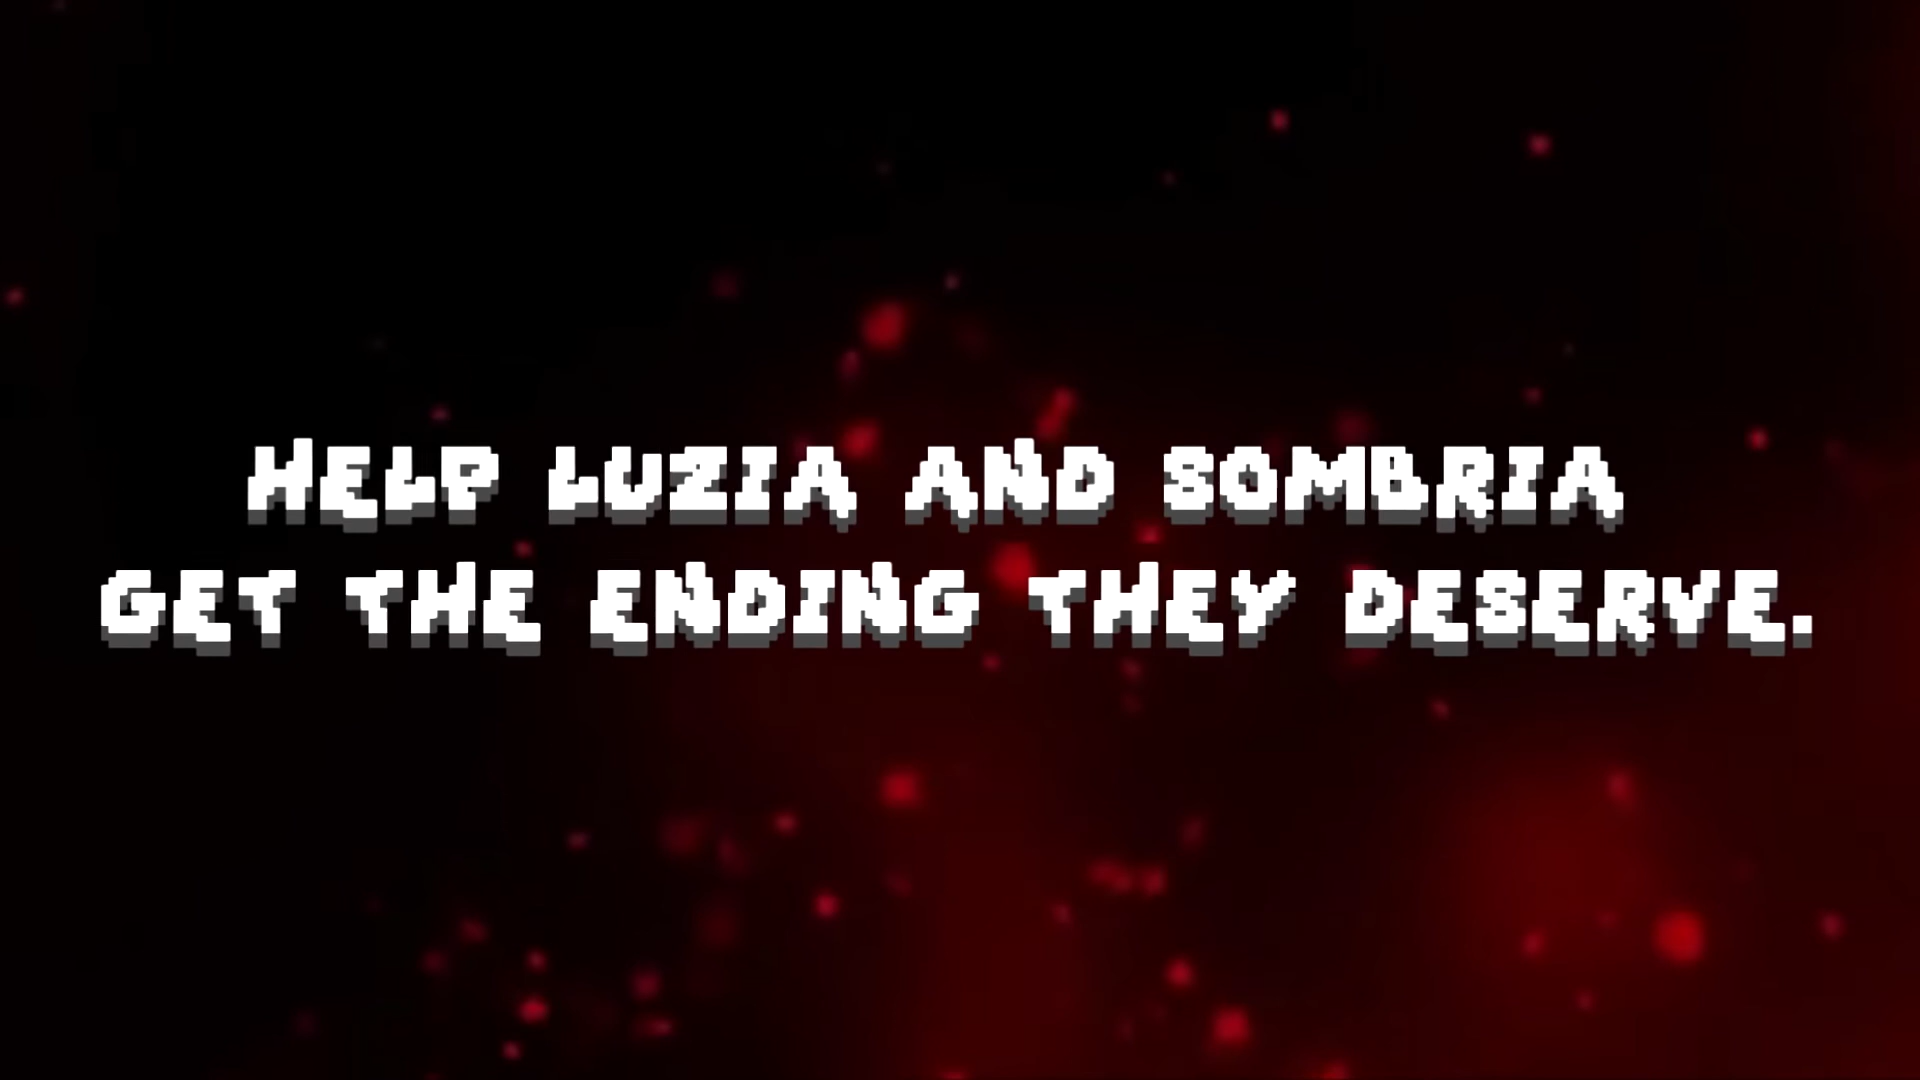 HELP LUZIA AND SOMBRIA
GET THE ENDING THEY DESERVE.